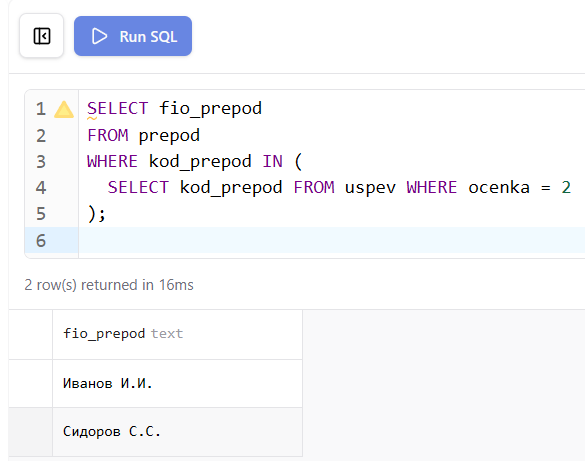 Run SQL
1 SELECT fio_prepod
2 FROM prepod
3 WHERE kod_prepod IN (
4 SELECT kod_prepod FROM uspev WHERE ocenka = 2
5 );
6
2 row(s) returned in 16ms
fio_prepod text
Иванов И.И.
Сидоров С.С.